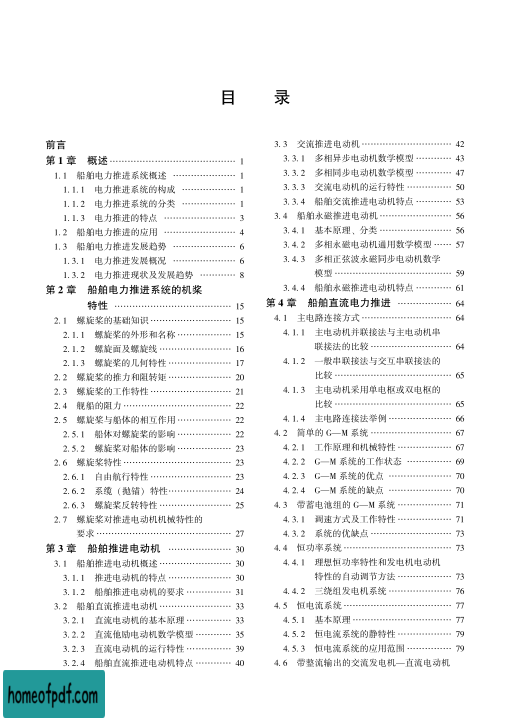 目 录
前言
第1章 概述 …… 1
1.1 船舶电力推进系统概述 …… 1
1.1.1 电力推进系统的构成 …… 1
1.1.2 电力推进系统的分类 …… 1
1.1.3 电力推进的特点 …… 3
1.2 船舶电力推进的应用 …… 4
1.3 船舶电力推进发展趋势 …… 6
1.3.1 电力推进发展概况 …… 6
1.3.2 电力推进现状及发展趋势 …… 8
第2章 船舶电力推进系统的机桨
特性 …… 15
2.1 螺旋桨的基础知识 …… 15
2.1.1 螺旋桨的外形和名称 …… 15
2.1.2 螺旋面及螺旋线 …… 16
2.1.3 螺旋桨的几何特性 …… 17
2.2 螺旋桨的推力和阻转矩 …… 20
2.3 螺旋桨的工作特性 …… 21
2.4 舰船的阻力 …… 22
2.5 螺旋桨与船体的相互作用 …… 22
2.5.1 船体对螺旋桨的影响 …… 22
2.5.2 螺旋桨对船体的影响 …… 23
2.6 螺旋桨特性 …… 23
2.6.1 自由航行特性 …… 23
2.6.2 系缆（抛锚）特性 …… 24
2.6.3 螺旋桨反转特性 …… 25
2.7 螺旋桨对推进电动机机械特性的
要求 …… 27
第3章 船舶推进电动机 …… 30
3.1 船舶推进电动机概述 …… 30
3.1.1 推进电动机的特点 …… 30
3.1.2 船舶推进电动机的要求 …… 31
3.2 船舶直流推进电动机 …… 33
3.2.1 直流电动机的基本原理 …… 33
3.2.2 直流他励电动机数学模型 …… 35
3.2.3 直流电动机的运行特性 …… 39
3.2.4 船舶直流推进电动机特点 …… 40
3.3 交流推进电动机 …… 42
3.3.1 多相异步电动机数学模型 …… 43
3.3.2 多相同步电动机数学模型 …… 47
3.3.3 交流电动机的运行特性 …… 50
3.3.4 船舶交流推进电动机特点 …… 53
3.4 船舶永磁推进电动机 …… 56
3.4.1 基本原理、分类 …… 56
3.4.2 多相永磁电动机通用数学模型 …… 57
3.4.3 多相正弦波永磁同步电动机数学
模型 …… 59
3.4.4 船舶永磁推进电动机特点 …… 61
第4章 船舶直流电力推进 …… 64
4.1 主电路连接方式 …… 64
4.1.1 主电动机并联接法与主电动机串
联接法的比较 …… 64
4.1.2 一般串联接法与交互串联接法的
比较 …… 65
4.1.3 主电动机采用单电枢或双电枢的
比较 …… 65
4.1.4 主电路连接法举例 …… 66
4.2 简单的G—M系统 …… 67
4.2.1 工作原理和机械特性 …… 67
4.2.2 G—M系统的工作状态 …… 69
4.2.3 G—M系统的优点 …… 70
4.2.4 G—M系统的缺点 …… 70
4.3 带蓄电池组的G—M系统 …… 71
4.3.1 调速方式及工作特性 …… 71
4.3.2 系统的优缺点 …… 73
4.4 恒功率系统 …… 73
4.4.1 理想恒功率特性和发电机电动机
特性的自动调节方法 …… 73
4.4.2 三绕组发电机系统 …… 76
4.5 恒电流系统 …… 77
4.5.1 基本原理 …… 77
4.5.2 恒电流系统的静特性 …… 79
4.5.3 恒电流系统的应用范围 …… 79
4.6 带整流输出的交流发电机—直流电动机
homeofpdf.com